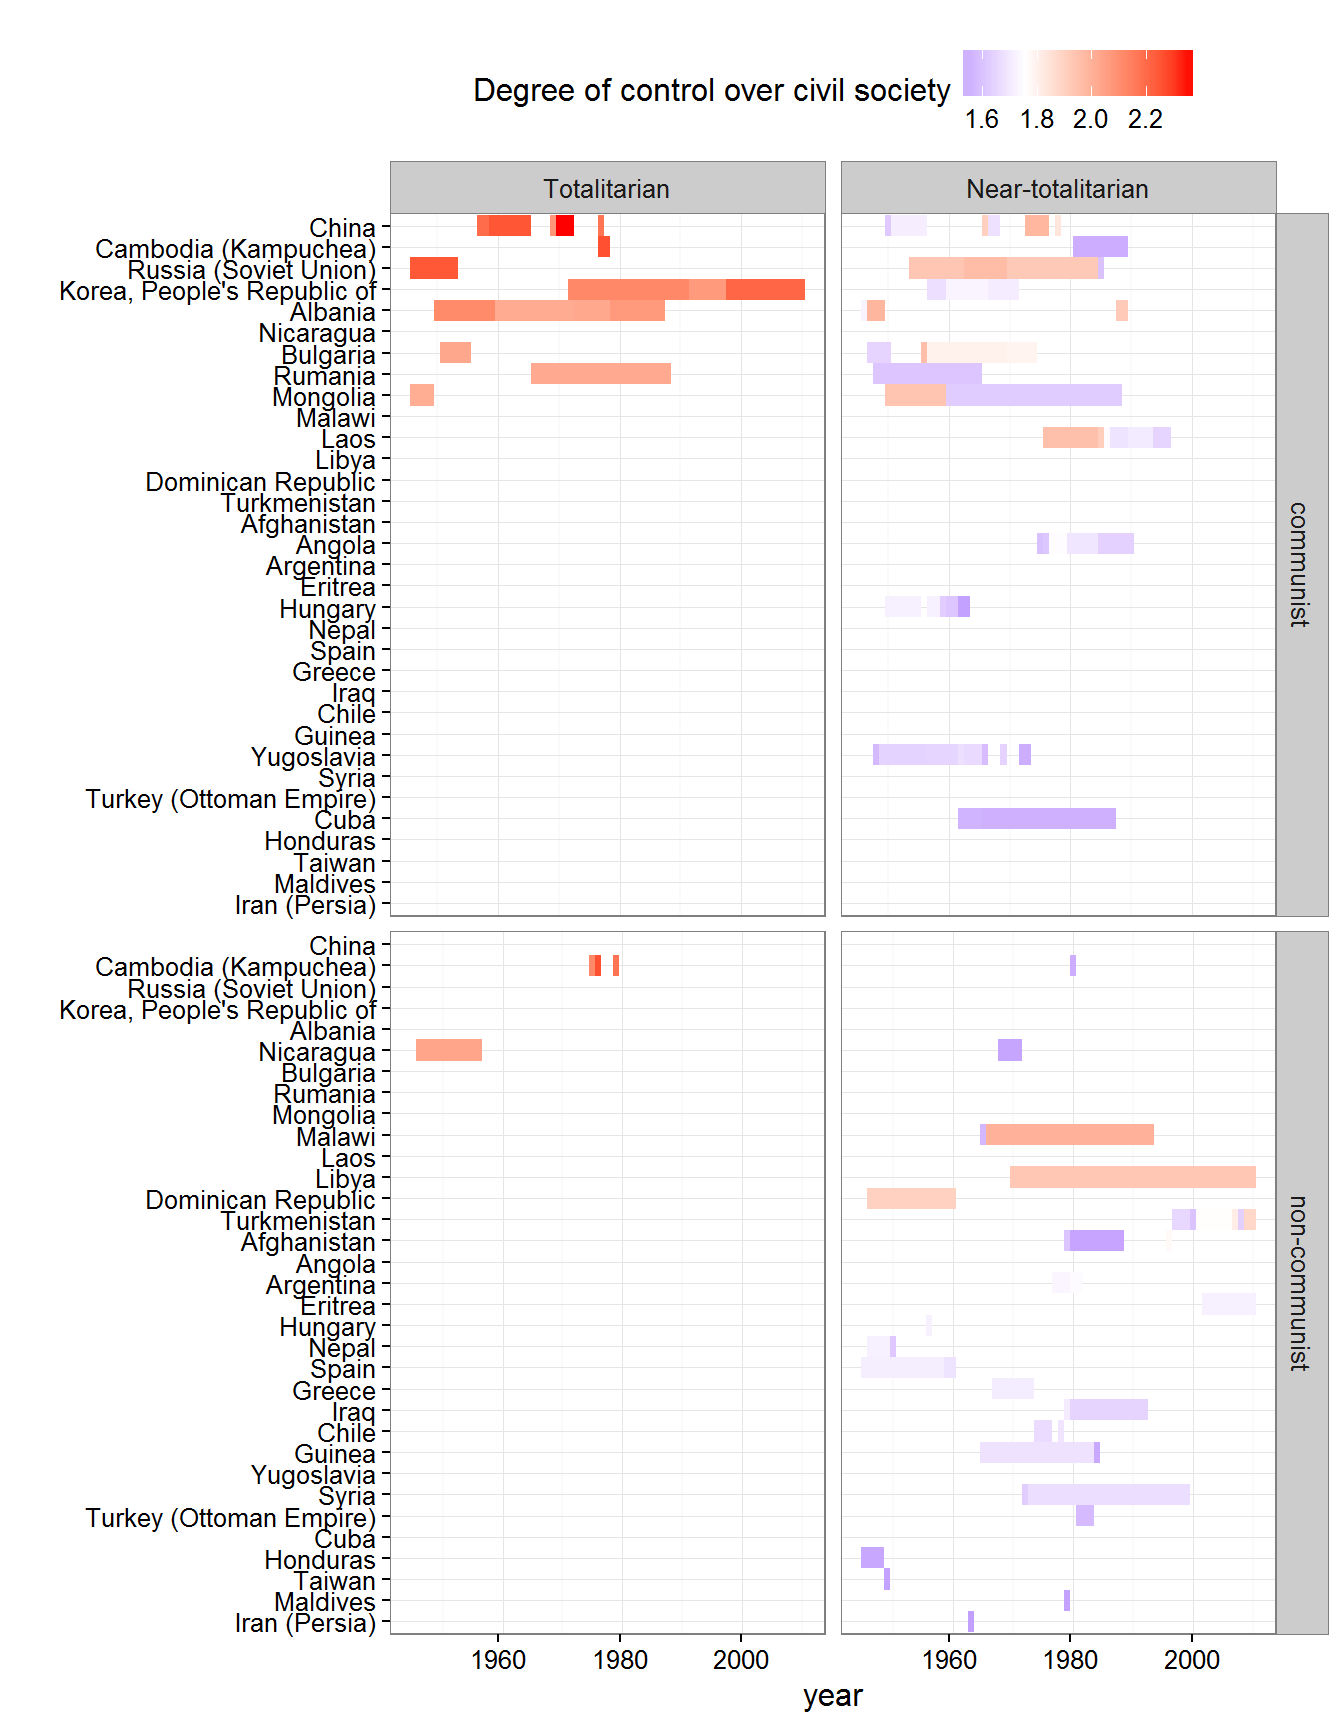 Degree of control over civil society
1.6 1.8 2.0 2.2
Totalitarian Near-totalitarian
China
Cambodia (Kampuchea)
Russia (Soviet Union)
Korea, People's Republic of
Albania
Nicaragua
Bulgaria
Rumania
Mongolia
Malawi
Laos
Libya
Dominican Republic
Turkmenistan
Afghanistan
Angola
Argentina
Eritrea
Hungary
Nepal
Spain
Greece
Iraq
Chile
Guinea
Yugoslavia
Syria
Turkey (Ottoman Empire)
Cuba
Honduras
Taiwan
Maldives
Iran (Persia)
communist
China
Cambodia (Kampuchea)
Russia (Soviet Union)
Korea, People's Republic of
Albania
Nicaragua
Bulgaria
Rumania
Mongolia
Malawi
Laos
Libya
Dominican Republic
Turkmenistan
Afghanistan
Angola
Argentina
Eritrea
Hungary
Nepal
Spain
Greece
Iraq
Chile
Guinea
Yugoslavia
Syria
Turkey (Ottoman Empire)
Cuba
Honduras
Taiwan
Maldives
Iran (Persia)
non-communist
1960 1980 2000 1960 1980 2000
year